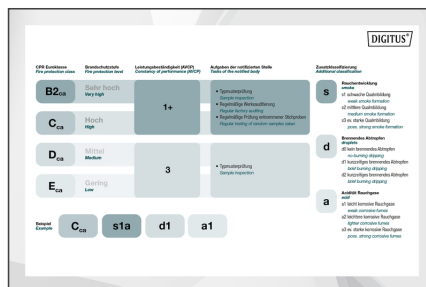 DIGITUS
CPR Euroklasse
Fire protection class
Brandschutzstufe
Fire protection level
Leistungsbeständigkeit (AVCP)
Constancy of performance (AVCP)
Aufgaben der notifizierten Stelle
Tasks of the notified body
Zusatzklassifizierung
Additional classification
B2ca
Sehr hoch
Very high
Cca
Hoch
High
1+
• Typmusterprüfung
Sample inspection
• Regelmäßige Werksauditierung
Regular factory auditing
• Regelmäßige Prüfung entnommener Stichproben
Regular testing of random samples taken
Dca
Mittel
Medium
Eca
Gering
Low
3
• Typmusterprüfung
Sample inspection
s
Rauchentwicklung
smoke
s1 schwache Qualmbildung
weak smoke formation
s2 mittlere Qualmbildung
medium smoke formation
s3 ev. starke Qualmbildung
poss. strong smoke formation
d
Brennendes Abtropfen
droplets
d0 kein brennendes Abtropfen
no burning dripping
d1 kurzzeitiges brennendes Abtropfen
brief burning dripping
d2 kurzzeitiges brennendes Abtropfen
brief burning dripping
a
Acidität Rauchgase
acid
a1 leicht korrosive Rauchgase
weak corrosive fumes
a2 leichtere korrosive Rauchgase
lighter corrosive fumes
a3 ev. starke korrosive Rauchgase
poss. strong corrosive fumes
Beispiel
Example
Cca
s1a
d1
a1